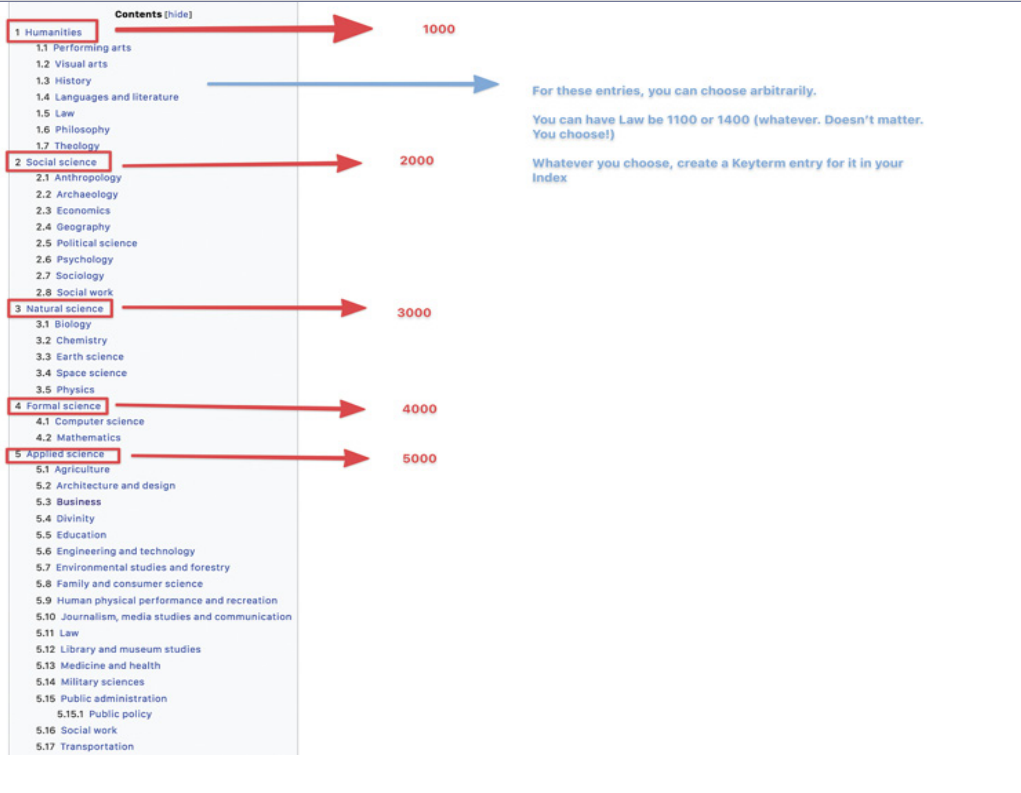 Contents [hide]
1 Humanities
1000
1.1 Performing arts
1.2 Visual arts
1.3 History
1.4 Languages and literature
1.5 Law
1.6 Philosophy
1.7 Theology
For these entries, you can choose arbitrarily.
You can have Law be 1100 or 1400 (whatever. Doesn't matter.
You choose!)
Whatever you choose, create a Keyterm entry for it in your
Index
2 Social science
2000
2.1 Anthropology
2.2 Archaeology
2.3 Economics
2.4 Geography
2.5 Political science
2.6 Psychology
2.7 Sociology
2.8 Social work
3 Natural science
3000
3.1 Biology
3.2 Chemistry
3.3 Earth science
3.4 Space science
3.5 Physics
4 Formal science
4000
4.1 Computer science
4.2 Mathematics
5 Applied science
5000
5.1 Agriculture
5.2 Architecture and design
5.3 Business
5.4 Divinity
5.5 Education
5.6 Engineering and technology
5.7 Environmental studies and forestry
5.8 Family and consumer science
5.9 Human physical performance and recreation
5.10 Journalism, media studies and communication
5.11 Law
5.12 Library and museum studies
5.13 Medicine and health
5.14 Military sciences
5.15 Public administration
5.15.1 Public policy
5.16 Social work
5.17 Transportation